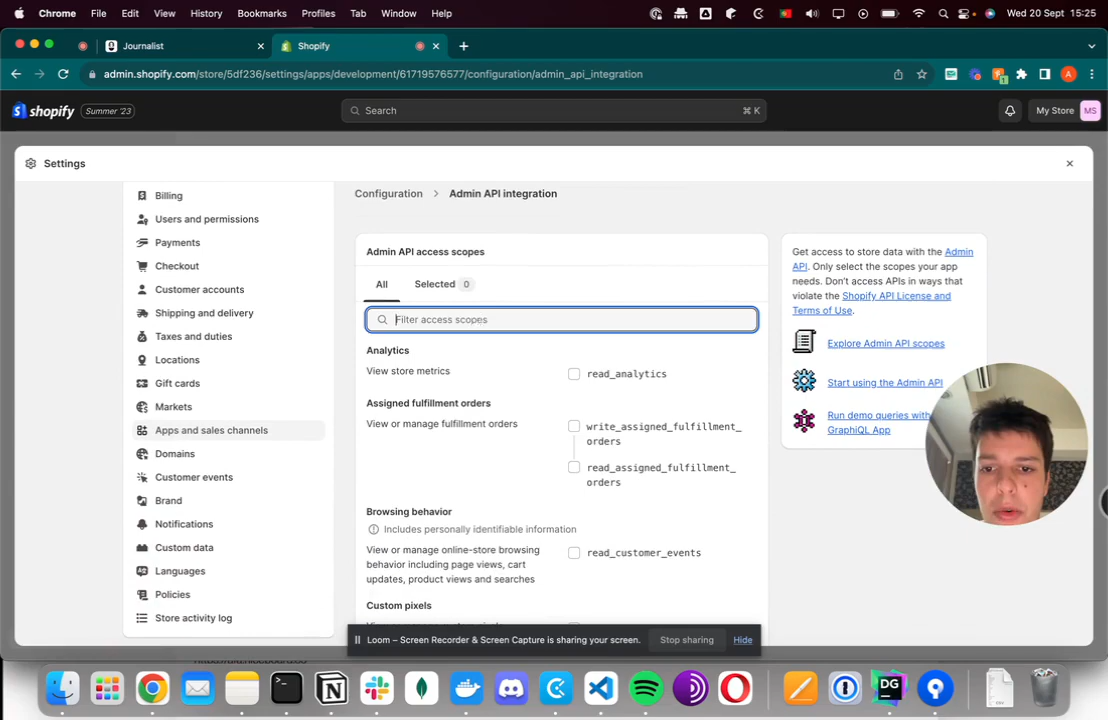 Chrome File Edit View History Bookmarks Profiles Tab Window Help Wed 20 Sept 15:25
Journalist Shopify
admin.shopify.com/store/5df236/settings/apps/development/61719576577/configuration/admin_api_integration
shopify Summer '23 Search ⌘ K My Store MS
Settings
Billing
Users and permissions
Payments
Checkout
Customer accounts
Shipping and delivery
Taxes and duties
Locations
Gift cards
Markets
Apps and sales channels
Domains
Customer events
Brand
Notifications
Custom data
Languages
Policies
Store activity log
Configuration > Admin API integration
Admin API access scopes
All Selected 0
Filter access scopes
Analytics
View store metrics read_analytics
Assigned fulfillment orders
View or manage fulfillment orders write_assigned_fulfillment_
orders
read_assigned_fulfillment_
orders
Browsing behavior
Includes personally identifiable information
View or manage online-store browsing read_customer_events
behavior including page views, cart
updates, product views and searches
Custom pixels
Get access to store data with the Admin
API. Only select the scopes your app
needs. Don't access APIs in ways that
violate the Shopify API License and
Terms of Use.
Explore Admin API scopes
Start using the Admin API
Run demo queries with
GraphiQL App
Loom – Screen Recorder & Screen Capture is sharing your screen. Stop sharing Hide